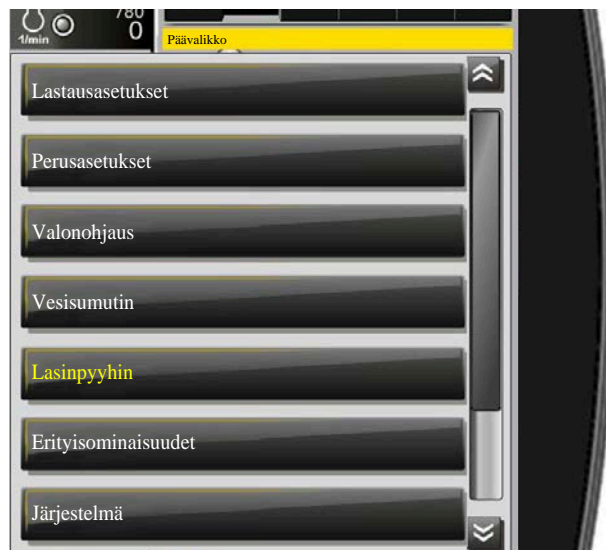 780
1/min 0
Päävalikko
Lastausasetukset
Perusasetukset
Valonohjaus
Vesisumutin
Lasinpyyhin
Erityisominaisuudet
Järjestelmä